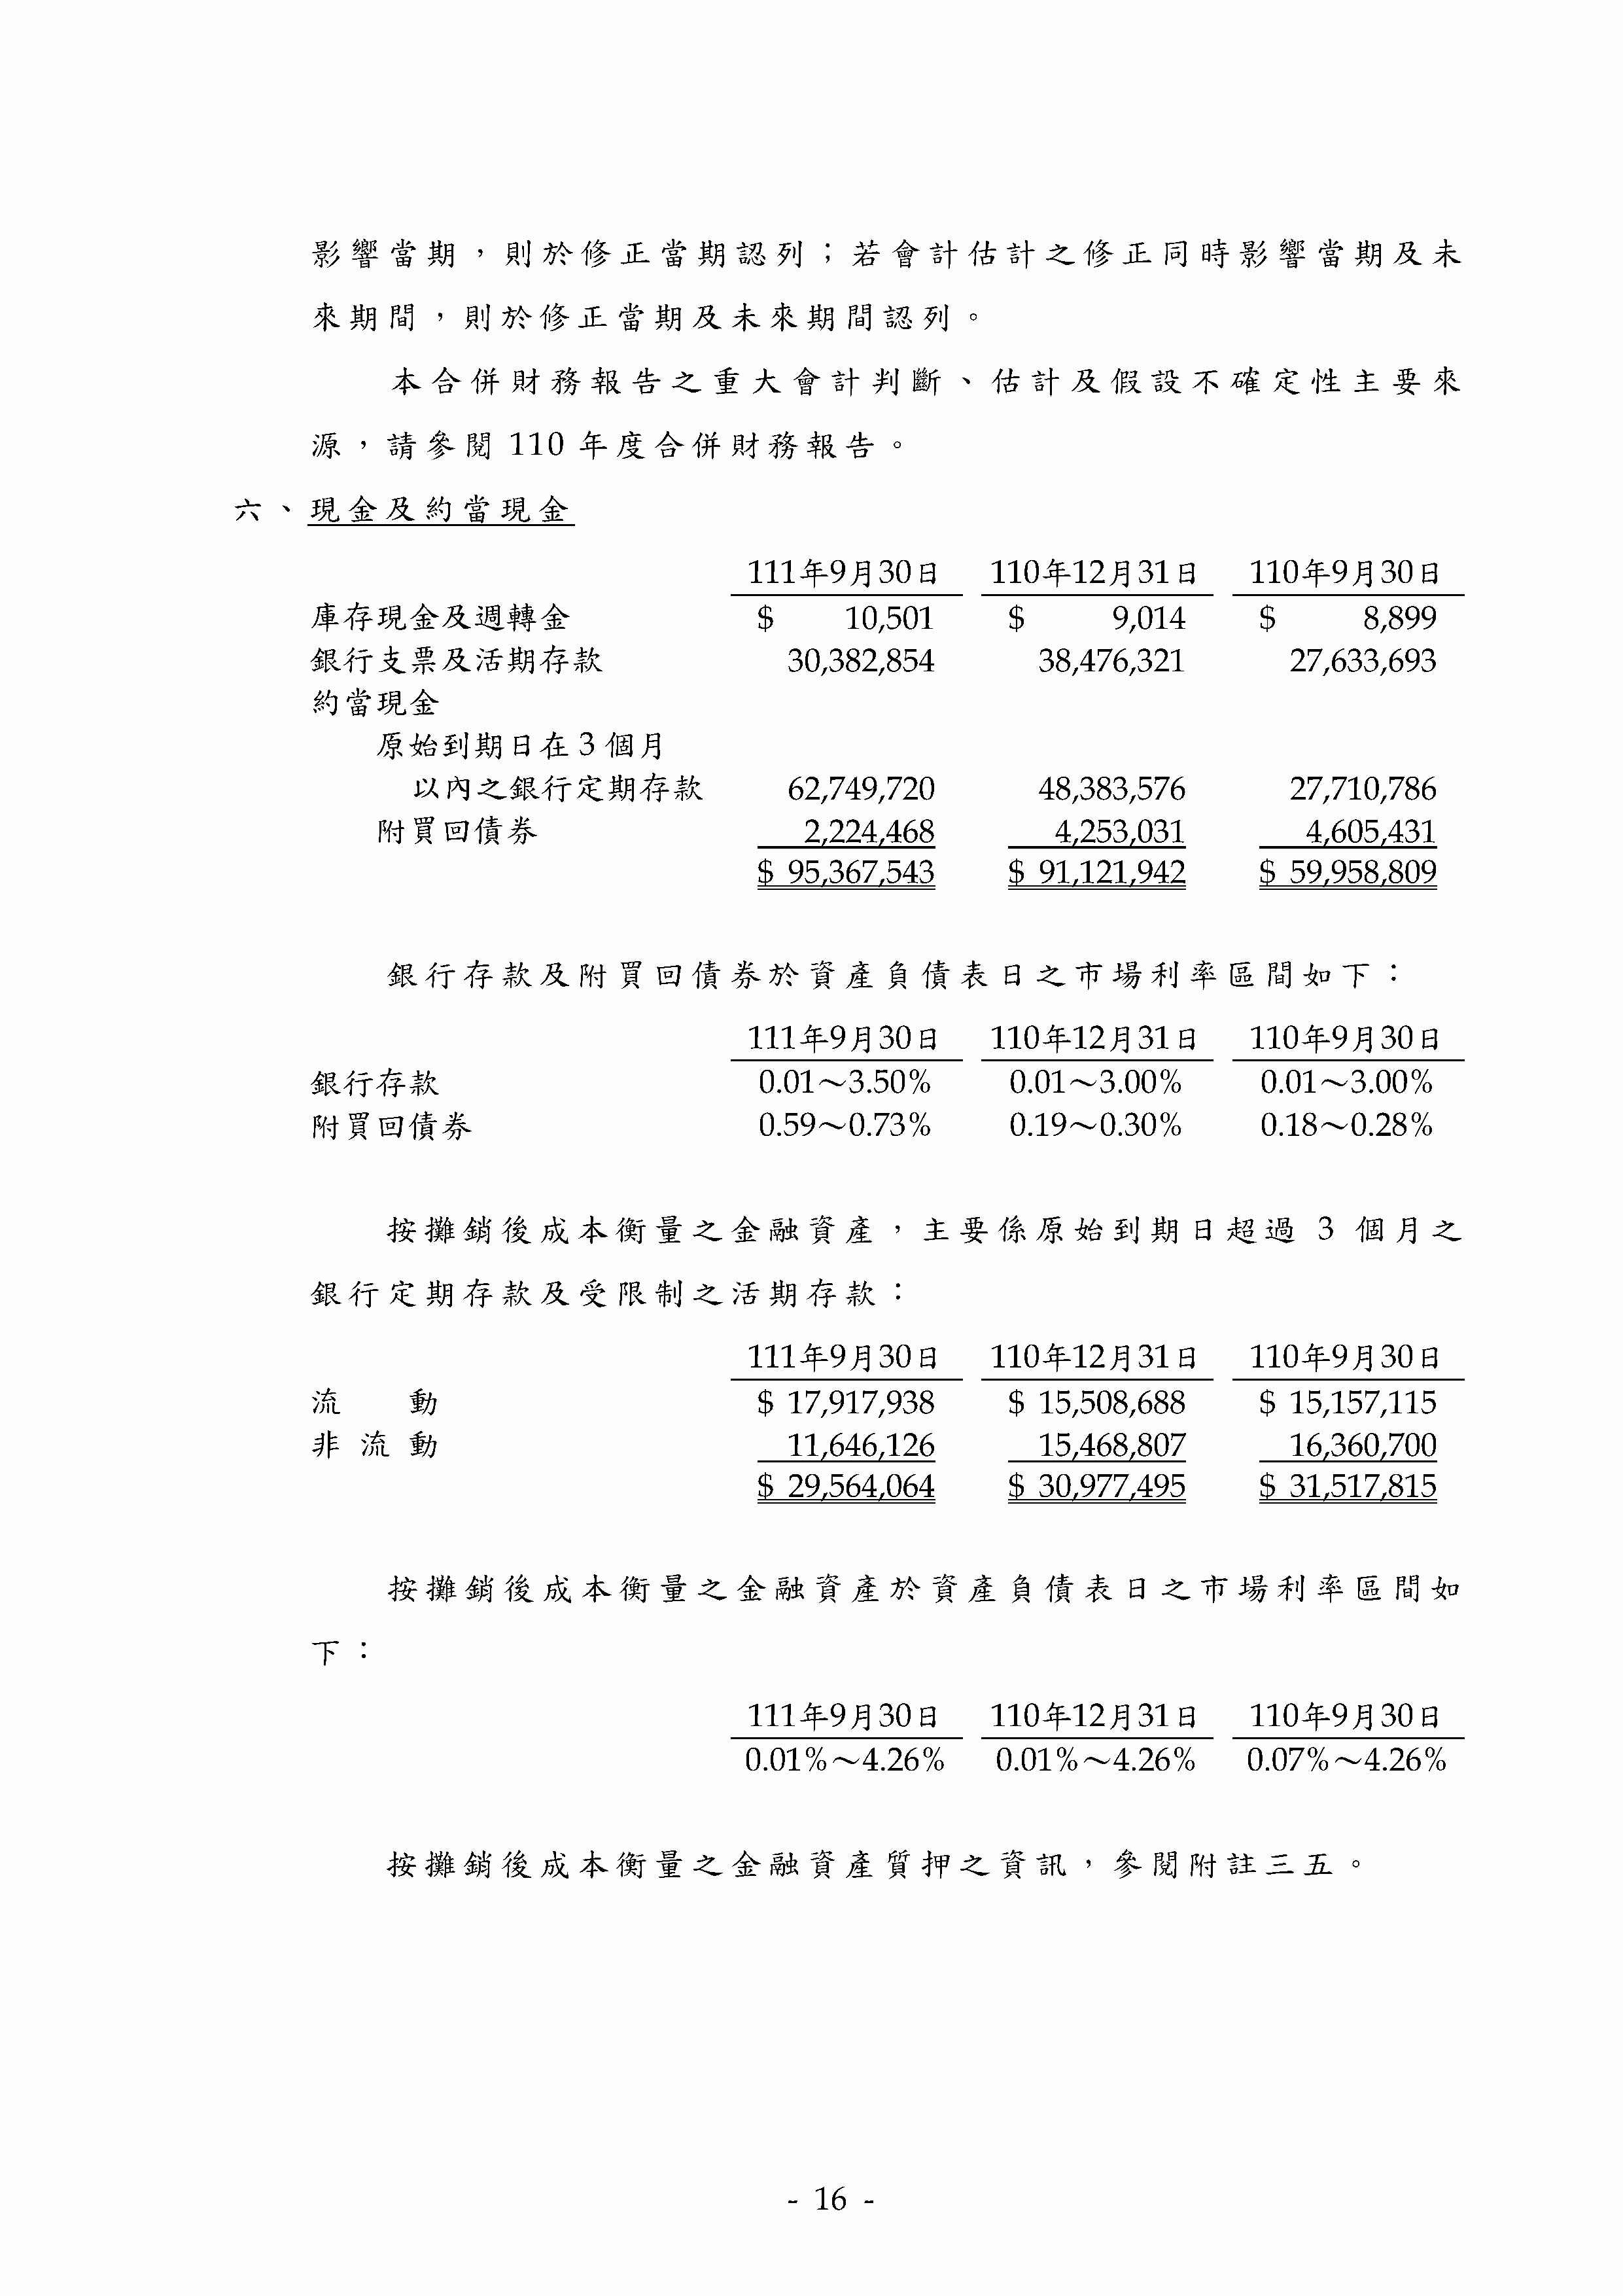 影響當期，則於修正當期認列；若會計估計之修正同時影響當期及未
來期間，則於修正當期及未來期間認列。
本合併財務報告之重大會計判斷、估計及假設不確定性主要來
源，請參閱 110 年度合併財務報告。
六、現金及約當現金
111年9月30日 110年12月31日 110年9月30日
庫存現金及週轉金 $ 10,501 $ 9,014 $ 8,899
銀行支票及活期存款 30,382,854 38,476,321 27,633,693
約當現金
原始到期日在 3 個月
以內之銀行定期存款 62,749,720 48,383,576 27,710,786
附買回債券 2,224,468 4,253,031 4,605,431
$ 95,367,543 $ 91,121,942 $ 59,958,809
銀行存款及附買回債券於資產負債表日之市場利率區間如下：
111年9月30日 110年12月31日 110年9月30日
銀行存款 0.01～3.50% 0.01～3.00% 0.01～3.00%
附買回債券 0.59～0.73% 0.19～0.30% 0.18～0.28%
按攤銷後成本衡量之金融資產，主要係原始到期日超過 3 個月之
銀行定期存款及受限制之活期存款：
111年9月30日 110年12月31日 110年9月30日
流 動 $ 17,917,938 $ 15,508,688 $ 15,157,115
非 流 動 11,646,126 15,468,807 16,360,700
$ 29,564,064 $ 30,977,495 $ 31,517,815
按攤銷後成本衡量之金融資產於資產負債表日之市場利率區間如
下：
111年9月30日 110年12月31日 110年9月30日
0.01%～4.26% 0.01%～4.26% 0.07%～4.26%
按攤銷後成本衡量之金融資產質押之資訊，參閱附註三五。
- 16 -